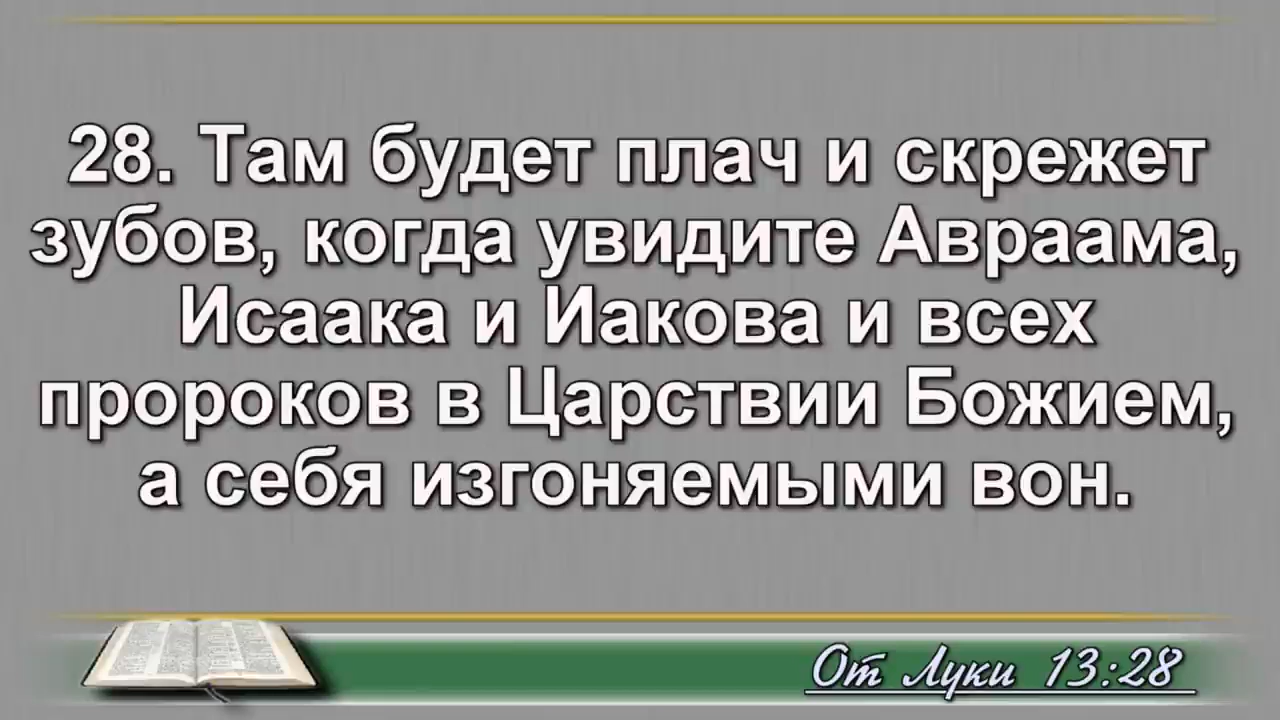 28. Там будет плач и скрежет
зубов, когда увидите Авраама,
Исаака и Иакова и всех
пророков в Царствии Божием,
а себя изгоняемыми вон.
От Луки 13:28